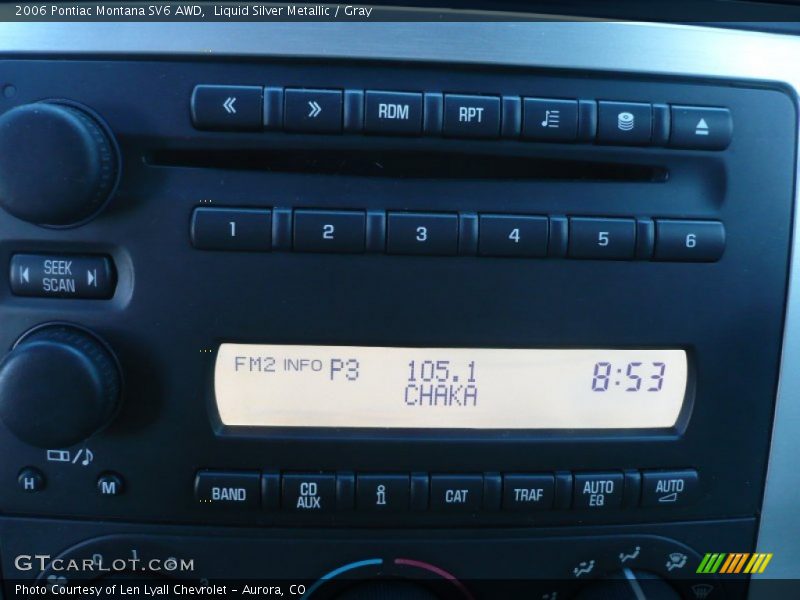 2006 Pontiac Montana SV6 AWD,  Liquid Silver Metallic / Gray
RDM RPT
1 2 3 4 5 6
SEEK
SCAN
FM2 INFO P3 105.1 8:53
CHAKA
H M
BAND CD AUX i CAT TRAF AUTO EQ AUTO
GTCARLOT.COM
Photo Courtesy of Len Lyall Chevrolet - Aurora, CO